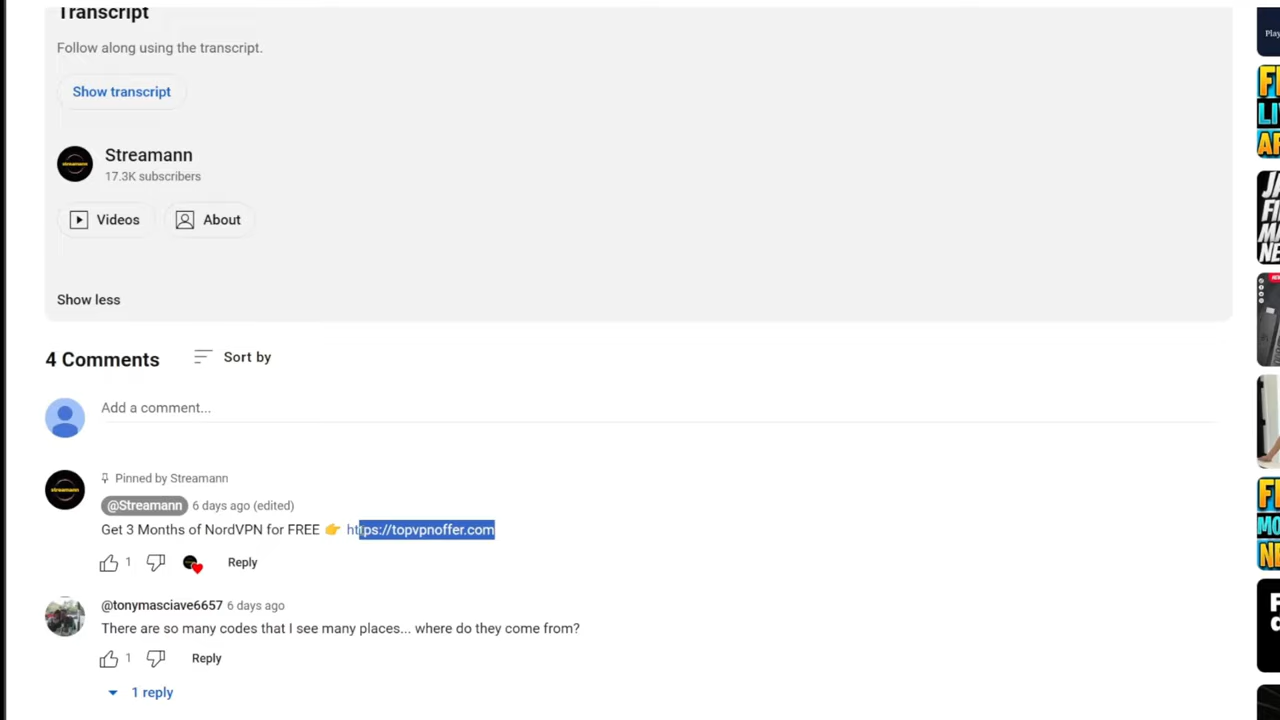 Transcript
Follow along using the transcript.
Show transcript
Streamann
17.3K subscribers
Videos
About
Show less
4 Comments
Sort by
Add a comment...
Pinned by Streamann
@Streamann 6 days ago (edited)
Get 3 Months of NordVPN for FREE 👉 https://topvpnoffer.com
1
Reply
@tonymasciave6657 6 days ago
There are so many codes that I see many places... where do they come from?
1
Reply
1 reply